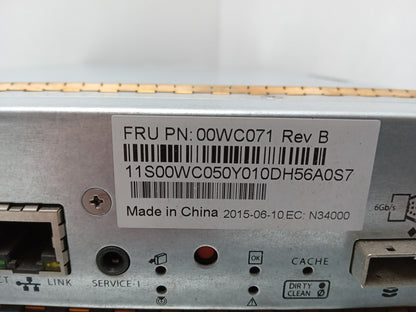 FRU PN: 00WC071 Rev B
11S00WC050Y010DH56A0S7
Made in China 2015-06-10 EC: N34000
6Gb/s
OK
CACHE
CT LINK
SERVICE-1
DIRTY
CLEAN